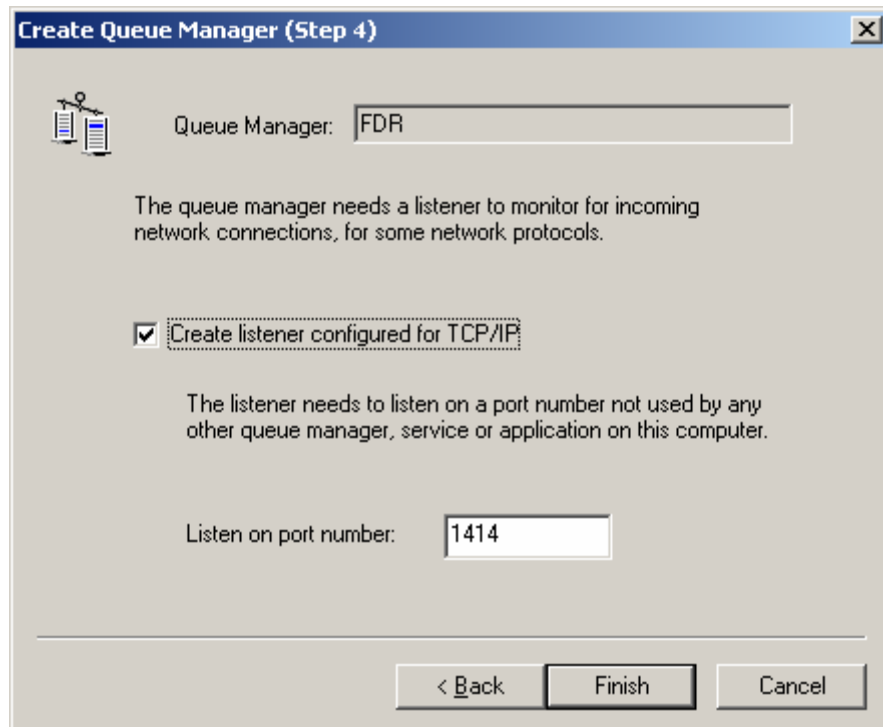 Create Queue Manager (Step 4)
Queue Manager: FDR
The queue manager needs a listener to monitor for incoming
network connections, for some network protocols.
Create listener configured for TCP/IP
The listener needs to listen on a port number not used by any
other queue manager, service or application on this computer.
Listen on port number: 1414
< Back Finish Cancel